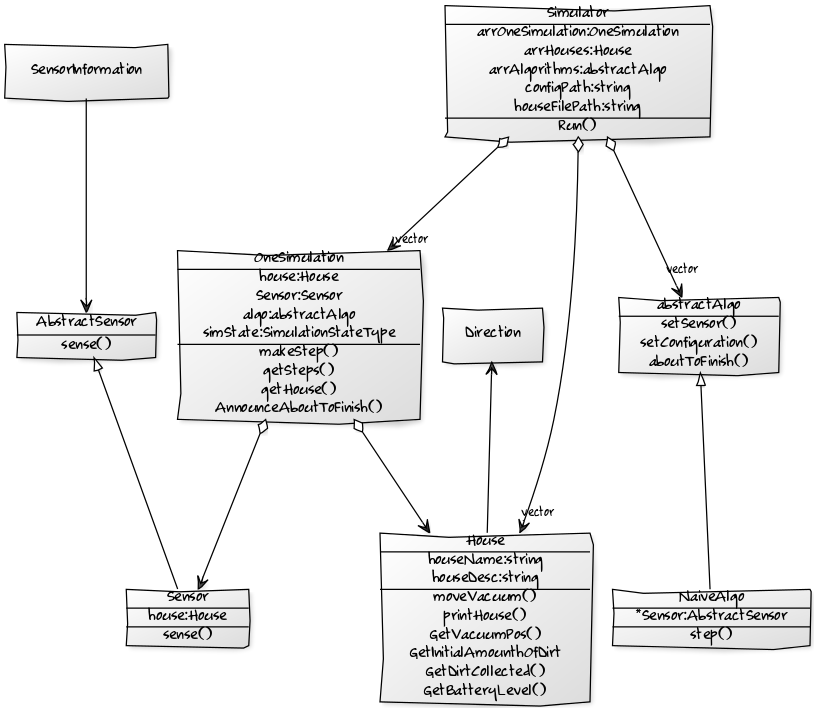 Simulator
arrOneSimulation:OneSimulation
arrHouses:House
arrAlgorithms:abstractAlgo
configPath:string
houseFilePath:string
Run()
SensorInformation
vector
vector
OneSimulation
house:House
Sensor:Sensor
algo:abstractAlgo
simState:SimulationStateType
makeStep()
getSteps()
getHouse()
AnnounceAboutToFinish()
AbstractSensor
sense()
Direction
abstractAlgo
setSensor()
setConfiguration()
aboutToFinish()
vector
Sensor
house:House
sense()
House
houseName:string
houseDesc:string
moveVacuum()
printHouse()
GetVacuumPos()
GetInitialAmounthOfDirt
GetDirtCollected()
GetBatteryLevel()
NaiveAlgo
*Sensor:AbstractSensor
step()